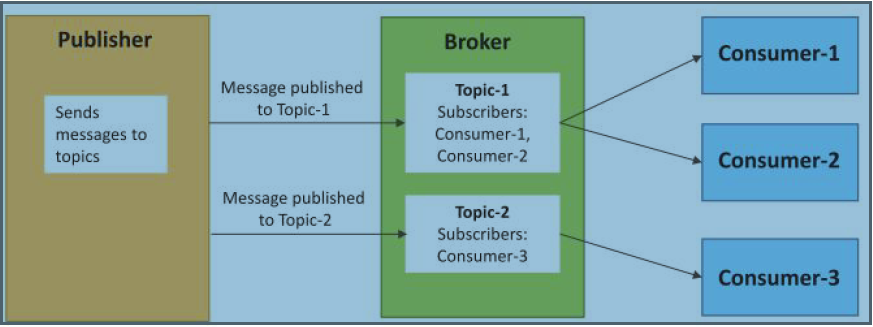 Publisher
Sends
messages to
topics
Message published
to Topic-1
Message published
to Topic-2
Broker
Topic-1
Subscribers:
Consumer-1,
Consumer-2
Topic-2
Subscribers:
Consumer-3
Consumer-1
Consumer-2
Consumer-3